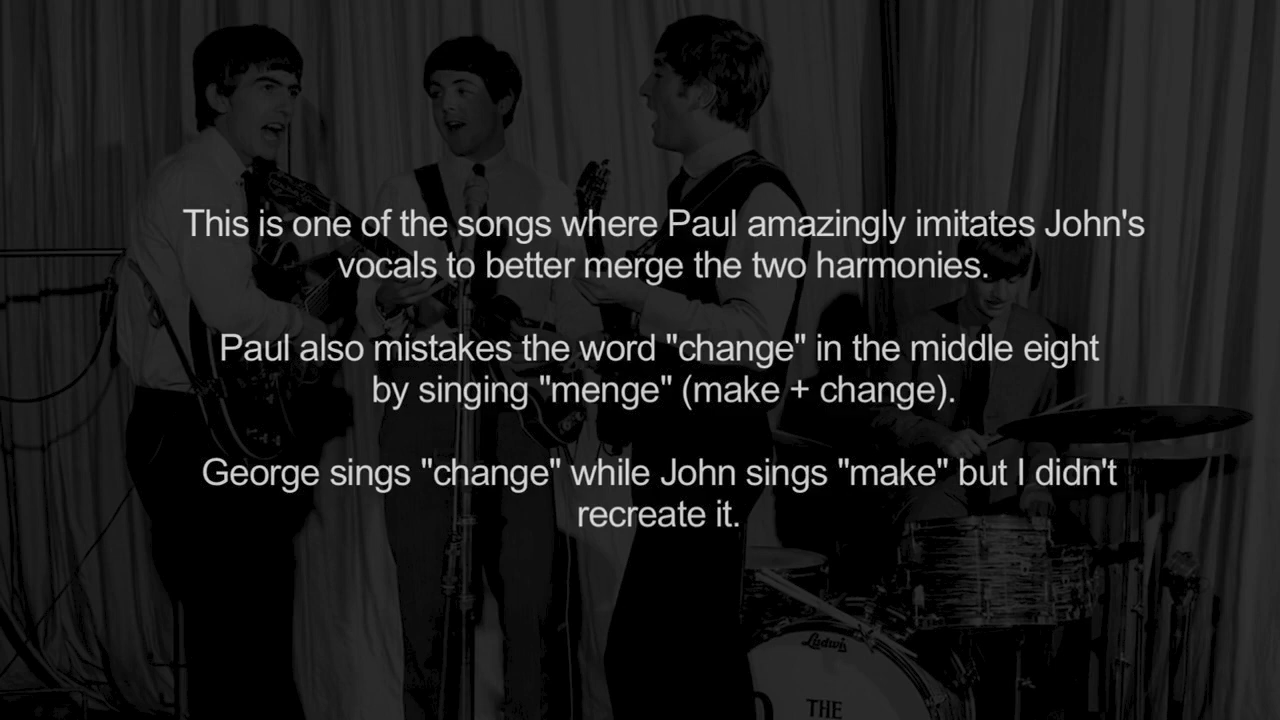 This is one of the songs where Paul amazingly imitates John's
vocals to better merge the two harmonies.
Paul also mistakes the word "change" in the middle eight
by singing "menge" (make + change).
George sings "change" while John sings "make" but I didn't
recreate it.
Ludwig
THE